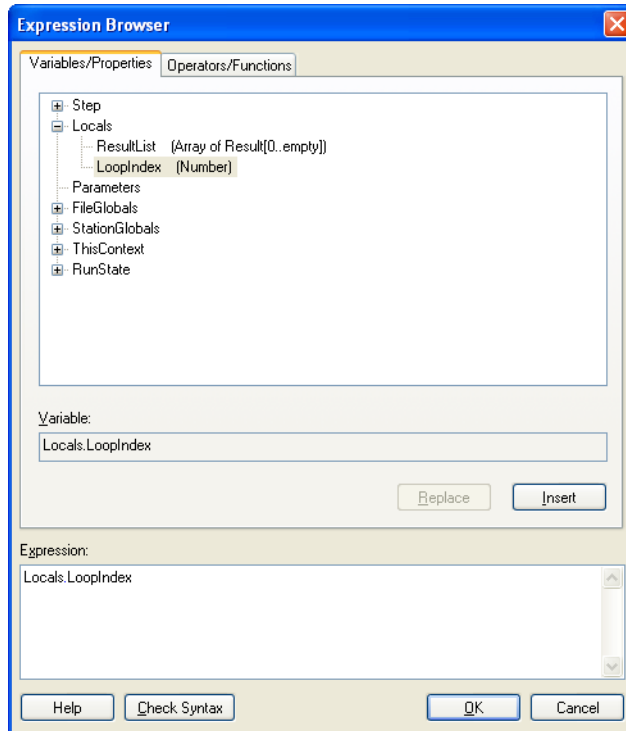 Expression Browser
Variables/Properties Operators/Functions
Step
Locals
ResultList (Array of Result[0..empty])
LoopIndex (Number)
Parameters
FileGlobals
StationGlobals
ThisContext
RunState
Variable:
Locals.LoopIndex
Replace Insert
Expression:
Locals.LoopIndex
Help Check Syntax OK Cancel